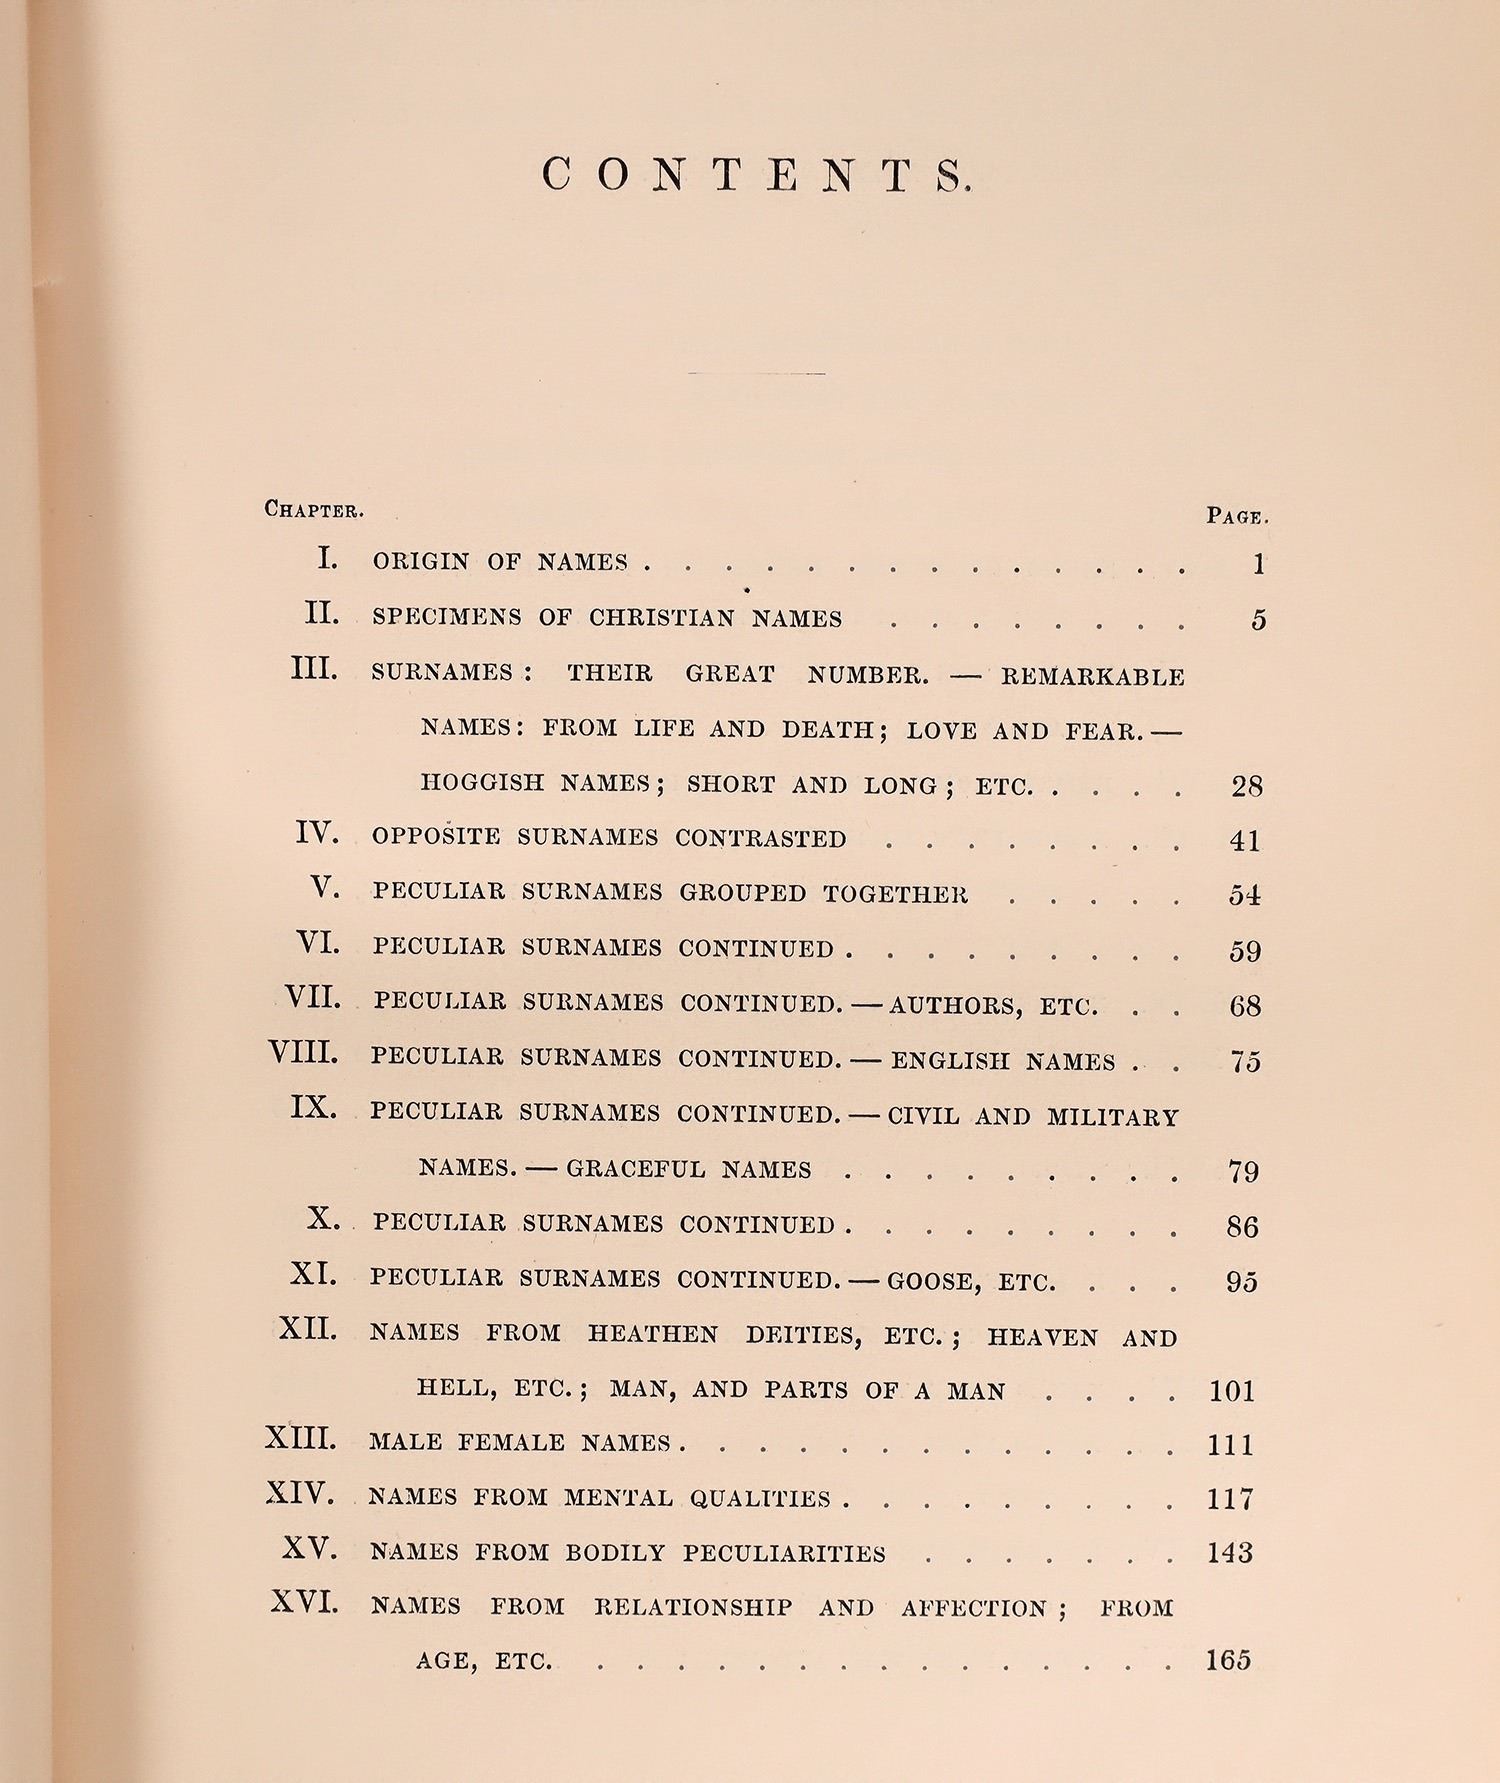 CONTENTS.
CHAPTER. PAGE.
I. ORIGIN OF NAMES . . . . . . . . . . . . . . 1
II. SPECIMENS OF CHRISTIAN NAMES . . . . . . . . 5
III. SURNAMES: THEIR GREAT NUMBER. — REMARKABLE
NAMES: FROM LIFE AND DEATH; LOVE AND FEAR. —
HOGGISH NAMES; SHORT AND LONG; ETC. . . . . 28
IV. OPPOSITE SURNAMES CONTRASTED . . . . . . . . 41
V. PECULIAR SURNAMES GROUPED TOGETHER . . . . . 54
VI. PECULIAR SURNAMES CONTINUED . . . . . . . . . 59
VII. PECULIAR SURNAMES CONTINUED. — AUTHORS, ETC. . . 68
VIII. PECULIAR SURNAMES CONTINUED. — ENGLISH NAMES . . 75
IX. PECULIAR SURNAMES CONTINUED. — CIVIL AND MILITARY
NAMES. — GRACEFUL NAMES . . . . . . . . . 79
X. PECULIAR SURNAMES CONTINUED . . . . . . . . . 86
XI. PECULIAR SURNAMES CONTINUED. — GOOSE, ETC. . . . 95
XII. NAMES FROM HEATHEN DEITIES, ETC.; HEAVEN AND
HELL, ETC.; MAN, AND PARTS OF A MAN . . . . 101
XIII. MALE FEMALE NAMES . . . . . . . . . . . . . 111
XIV. NAMES FROM MENTAL QUALITIES . . . . . . . . . 117
XV. NAMES FROM BODILY PECULIARITIES . . . . . . . 143
XVI. NAMES FROM RELATIONSHIP AND AFFECTION; FROM
AGE, ETC. . . . . . . . . . . . . . . . 165